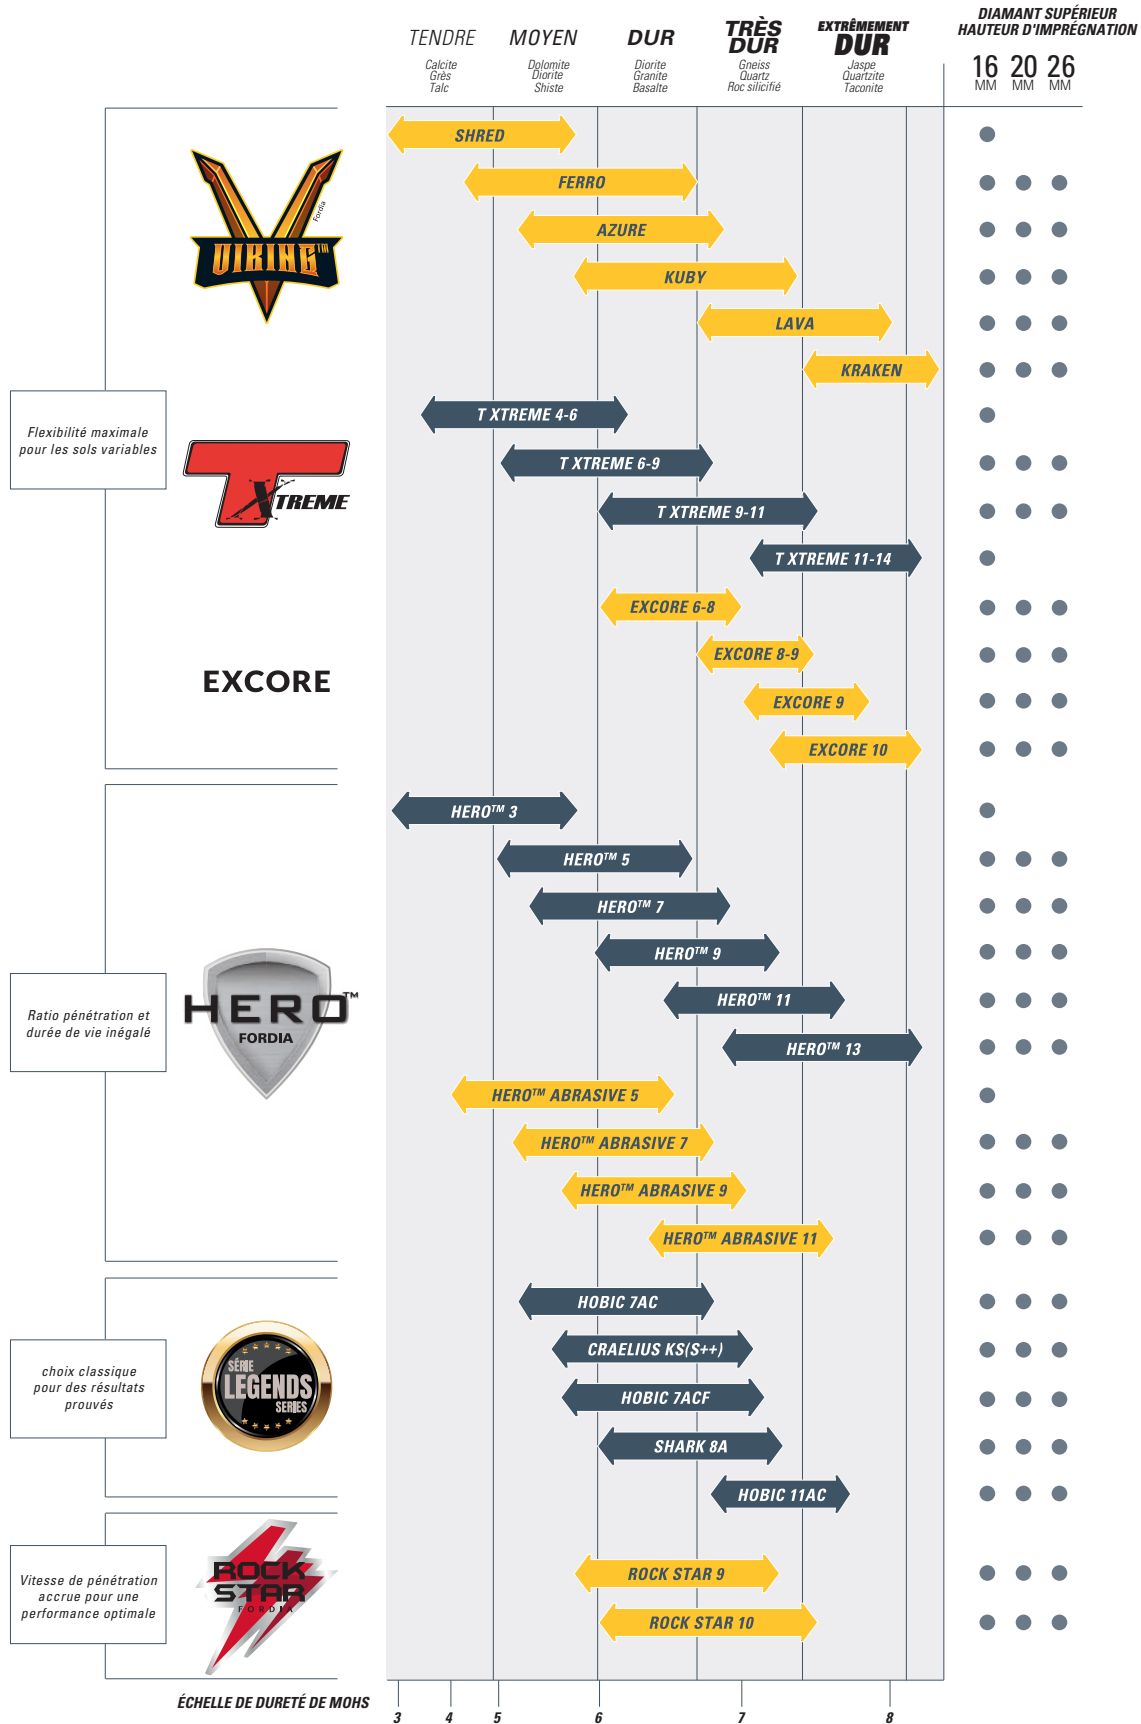 DIAMANT SUPÉRIEUR
HAUTEUR D'IMPRÉGNATION
TENDRE
MOYEN
DUR
TRÈS
DUR
EXTRÊMEMENT
DUR
Calcite
Grès
Talc
Dolomite
Diorite
Shiste
Diorite
Granite
Basalte
Gneiss
Quartz
Roc silicifié
Jaspe
Quartzite
Taconite
16 20 26
MM MM MM
SHRED
FERRO
AZURE
KUBY
LAVA
KRAKEN
Fordia
VIKING™
Flexibilité maximale
pour les sols variables
T XTREME
T XTREME 4-6
T XTREME 6-9
T XTREME 9-11
T XTREME 11-14
EXCORE
EXCORE 6-8
EXCORE 8-9
EXCORE 9
EXCORE 10
HERO™ 3
HERO™ 5
HERO™ 7
HERO™ 9
HERO™ 11
HERO™ 13
Ratio pénétration et
durée de vie inégalé
HERO™
FORDIA
HERO™ ABRASIVE 5
HERO™ ABRASIVE 7
HERO™ ABRASIVE 9
HERO™ ABRASIVE 11
choix classique
pour des résultats
prouvés
SÉRIE
LEGENDS
SERIES
HOBIC 7AC
CRAELIUS KS(S++)
HOBIC 7ACF
SHARK 8A
HOBIC 11AC
Vitesse de pénétration
accrue pour une
performance optimale
ROCK
STAR
FORDIA
ROCK STAR 9
ROCK STAR 10
ÉCHELLE DE DURETÉ DE MOHS
3 4 5 6 7 8